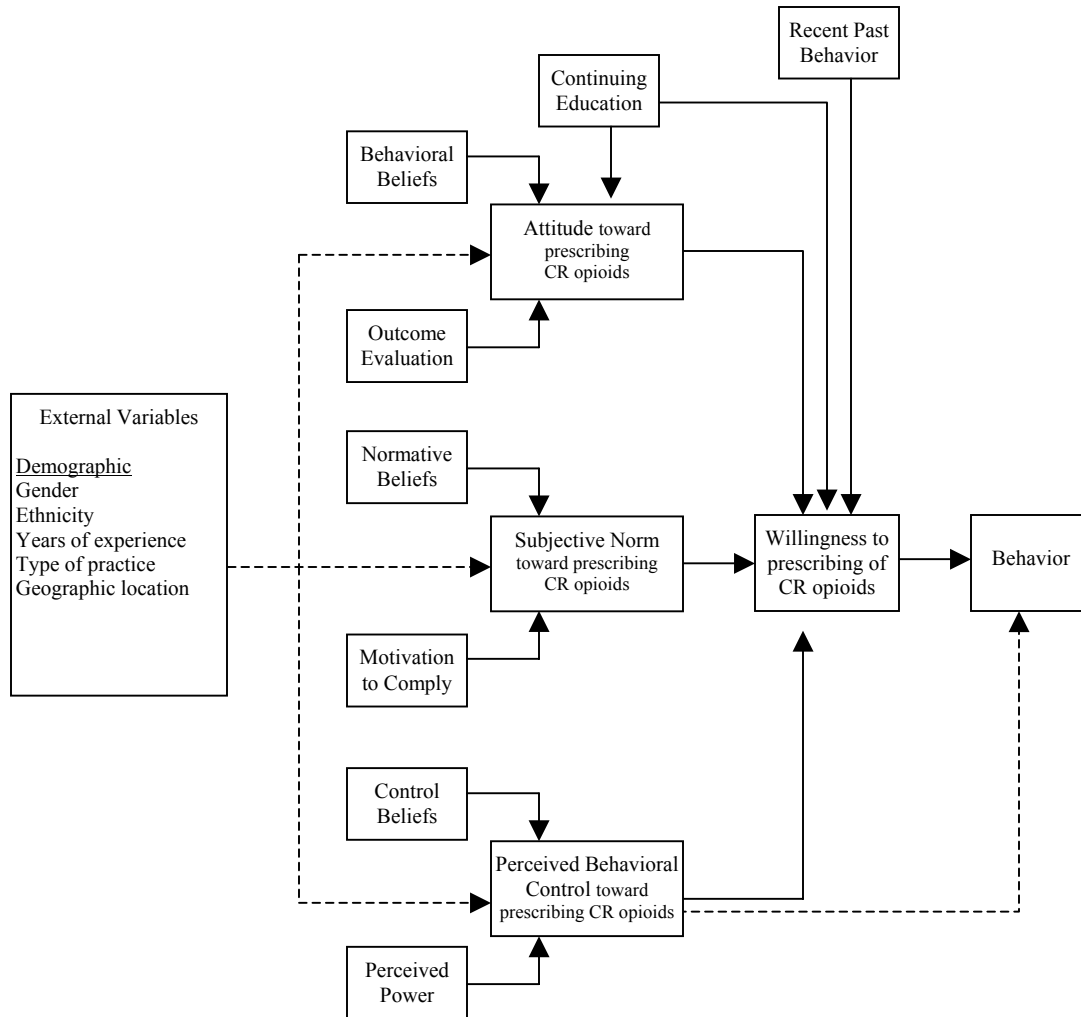 Recent Past
Behavior
Continuing
Education
Behavioral
Beliefs
Attitude toward
prescribing
CR opioids
Outcome
Evaluation
External Variables
Demographic
Gender
Ethnicity
Years of experience
Type of practice
Geographic location
Normative
Beliefs
Subjective Norm
toward prescribing
CR opioids
Willingness to
prescribing of
CR opioids
Behavior
Motivation
to Comply
Control
Beliefs
Perceived Behavioral
Control toward
prescribing CR opioids
Perceived
Power